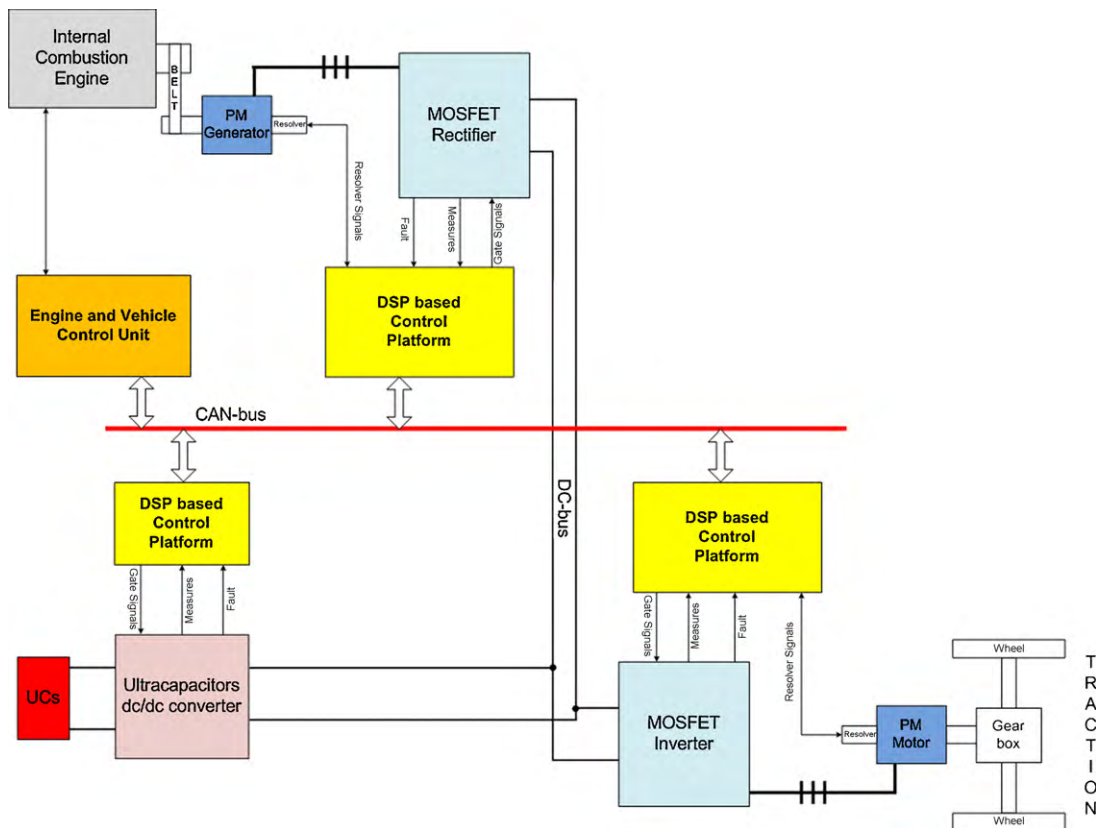 Internal
Combustion
Engine
BELT
PM
Generator
Resolver
MOSFET
Rectifier
Resolver Signals
Fault
Measures
Gate Signals
Engine and Vehicle
Control Unit
DSP based
Control
Platform
CAN-bus
DC-bus
DSP based
Control
Platform
DSP based
Control
Platform
Gate Signals
Measures
Fault
Gate Signals
Measures
Fault
Resolver Signals
UCs
Ultracapacitors
dc/dc converter
MOSFET
Inverter
Resolver
PM
Motor
Gear
box
Wheel
Wheel
TRACTION